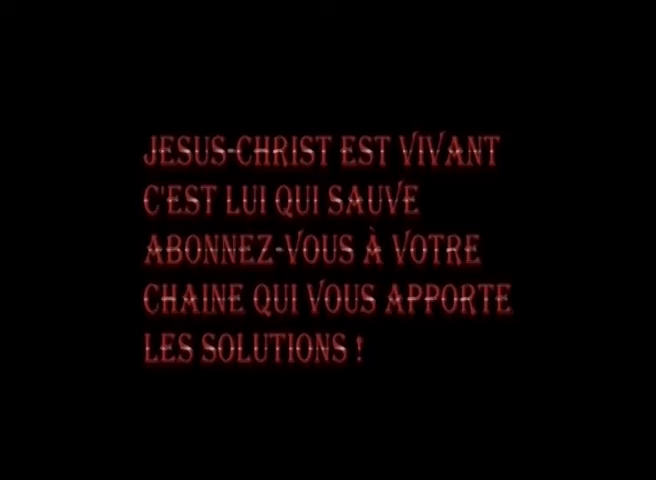 JESUS-CHRIST EST VIVANT
C'EST LUI QUI SAUVE
ABONNEZ-VOUS À VOTRE
CHAINE QUI VOUS APPORTE
LES SOLUTIONS !